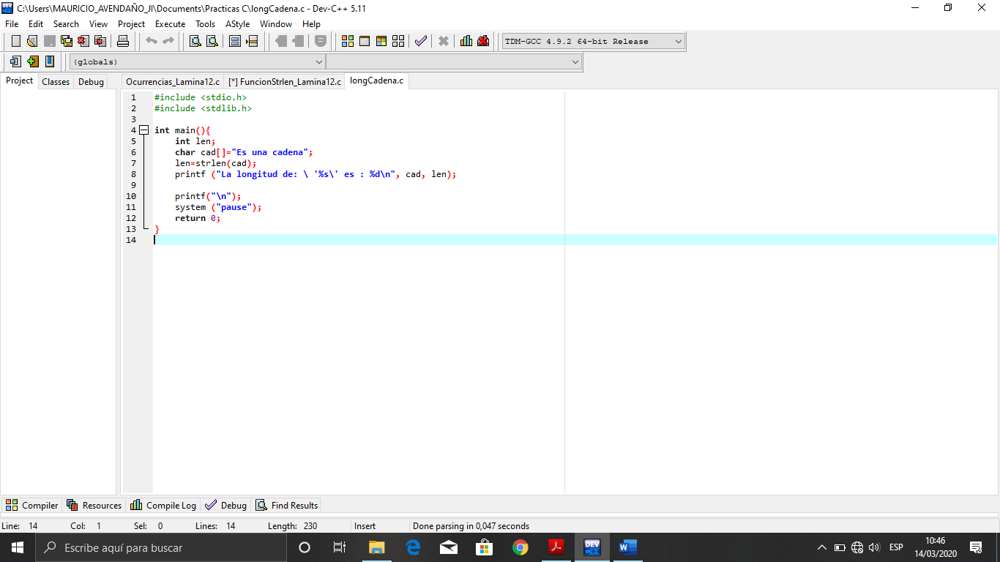 C:\Users\MAURICIO_AVENDAÑO_JI\Documents\Practicas C\longCadena.c - Dev-C++ 5.11
File Edit Search View Project Execute Tools AStyle Window Help
TDM-GCC 4.9.2 64-bit Release
(globals)
Project Classes Debug Ocurrencias_Lamina12.c [*] FuncionStrlen_Lamina12.c longCadena.c
1 #include <stdio.h>
2 #include <stdlib.h>
3
4 int main(){
5 int len;
6 char cad[]="Es una cadena";
7 len=strlen(cad);
8 printf ("La longitud de: \ '%s\' es : %d\n", cad, len);
9
10 printf("\n");
11 system ("pause");
12 return 0;
13 }
14
Compiler Resources Compile Log Debug Find Results
Line: 14 Col: 1 Sel: 0 Lines: 14 Length: 230 Insert Done parsing in 0,047 seconds
Escribe aquí para buscar
DEV
ESP
10:46
14/03/2020